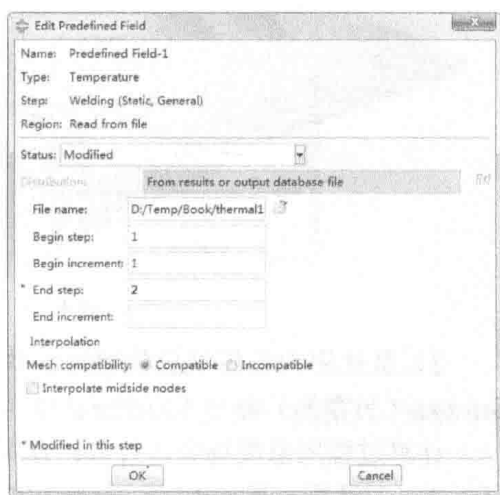 Edit Predefined Field
Name: Predefined Field-1
Type: Temperature
Step: Welding (Static, General)
Region: Read from file
Status: Modified
Distribution: From results or output database file f(x)
File name: D:/Temp/Book/thermal1
Begin step: 1
Begin increment: 1
* End step: 2
End increment:
Interpolation
Mesh compatibility: Compatible Incompatible
Interpolate midside nodes
* Modified in this step
OK Cancel